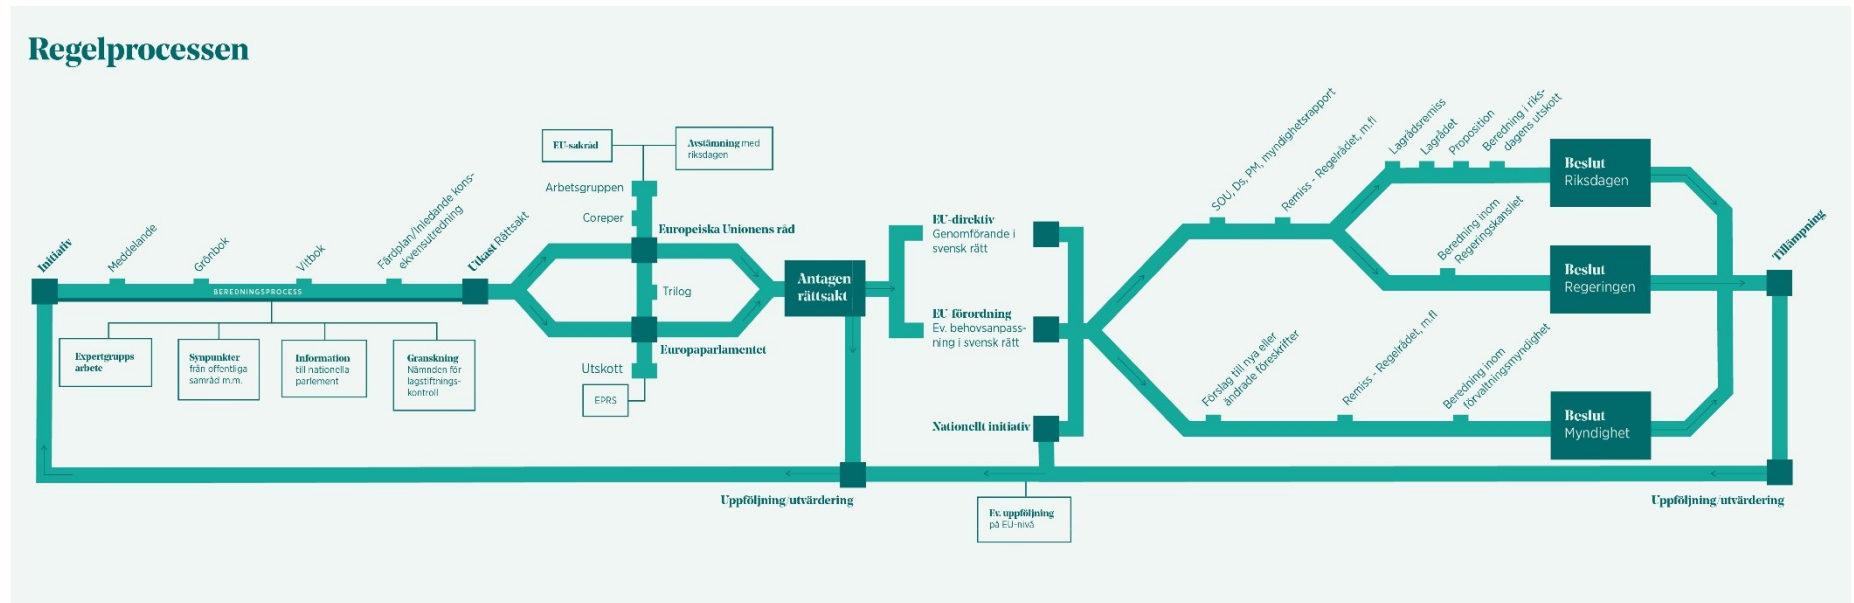 Regelprocessen
Initiativ
Meddelande
Grönbok
Vitbok
Färdplan/Inledande kons-
ekvensutredning
Utkast Rättsakt
BEREDNINGSPROCESS
Expertgrupps
arbete
Synpunkter
från offentliga
samråd m.m.
Information
till nationella
parlement
Granskning
Nämnden för
lagstiftnings-
kontroll
EU-sakråd
Avstämning med
riksdagen
Arbetsgruppen
Coreper
Europeiska Unionens råd
Trilog
Europaparlamentet
Utskott
EPRS
Antagen
rättsakt
EU-direktiv
Genomförande i
svensk rätt
EU-förordning
Ev. behovsanpass-
ning i svensk rätt
Nationellt initiativ
SOU, Ds, PM, myndighetsrapport
Remiss - Regelrådet, m.fl
Lagrådsremiss
Lagrådet
Proposition
Beredning i riks-
dagens utskott
Beslut
Riksdagen
Beredning inom
Regeringskansliet
Beslut
Regeringen
Förslag till nya eller
ändrade föreskrifter
Remiss - Regelrådet, m.fl
Beredning inom
förvaltningsmyndighet
Beslut
Myndighet
Tillämpning
Uppföljning/utvärdering
Ev. uppföljning
på EU-nivå
Uppföljning/utvärdering